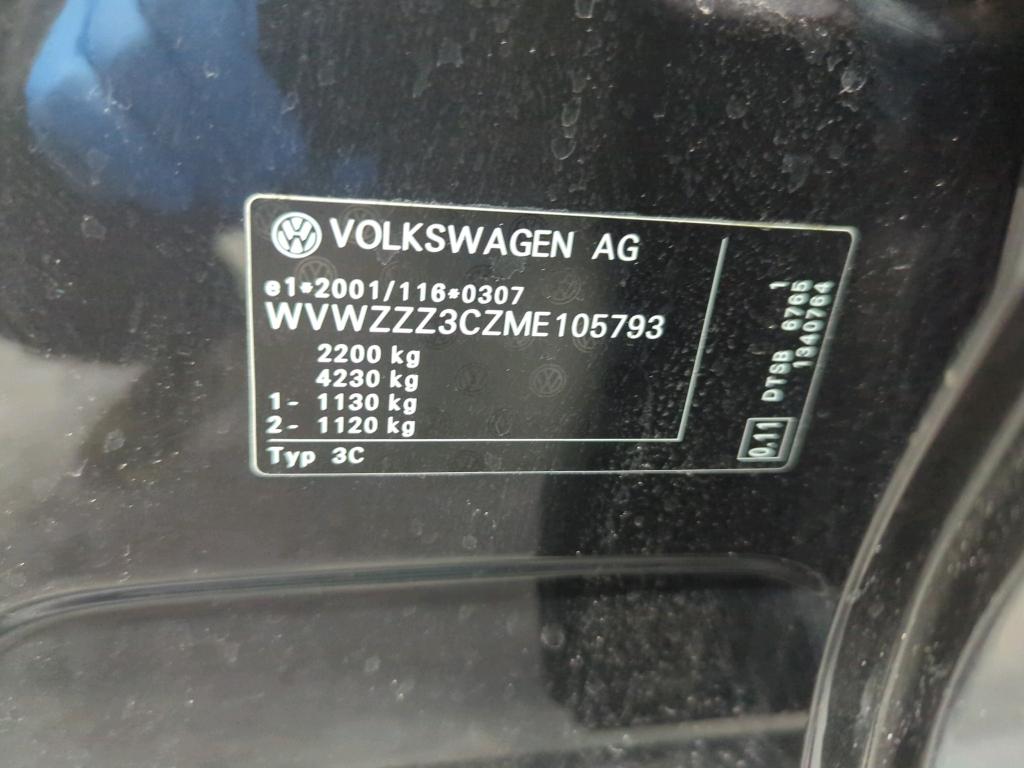 VOLKSWAGEN AG
e1*2001/116*0307
WVWZZZ3CZME105793
2200 kg
4230 kg
1- 1130 kg
2- 1120 kg
Typ 3C
0.11
DTSB 6765 1
1340764